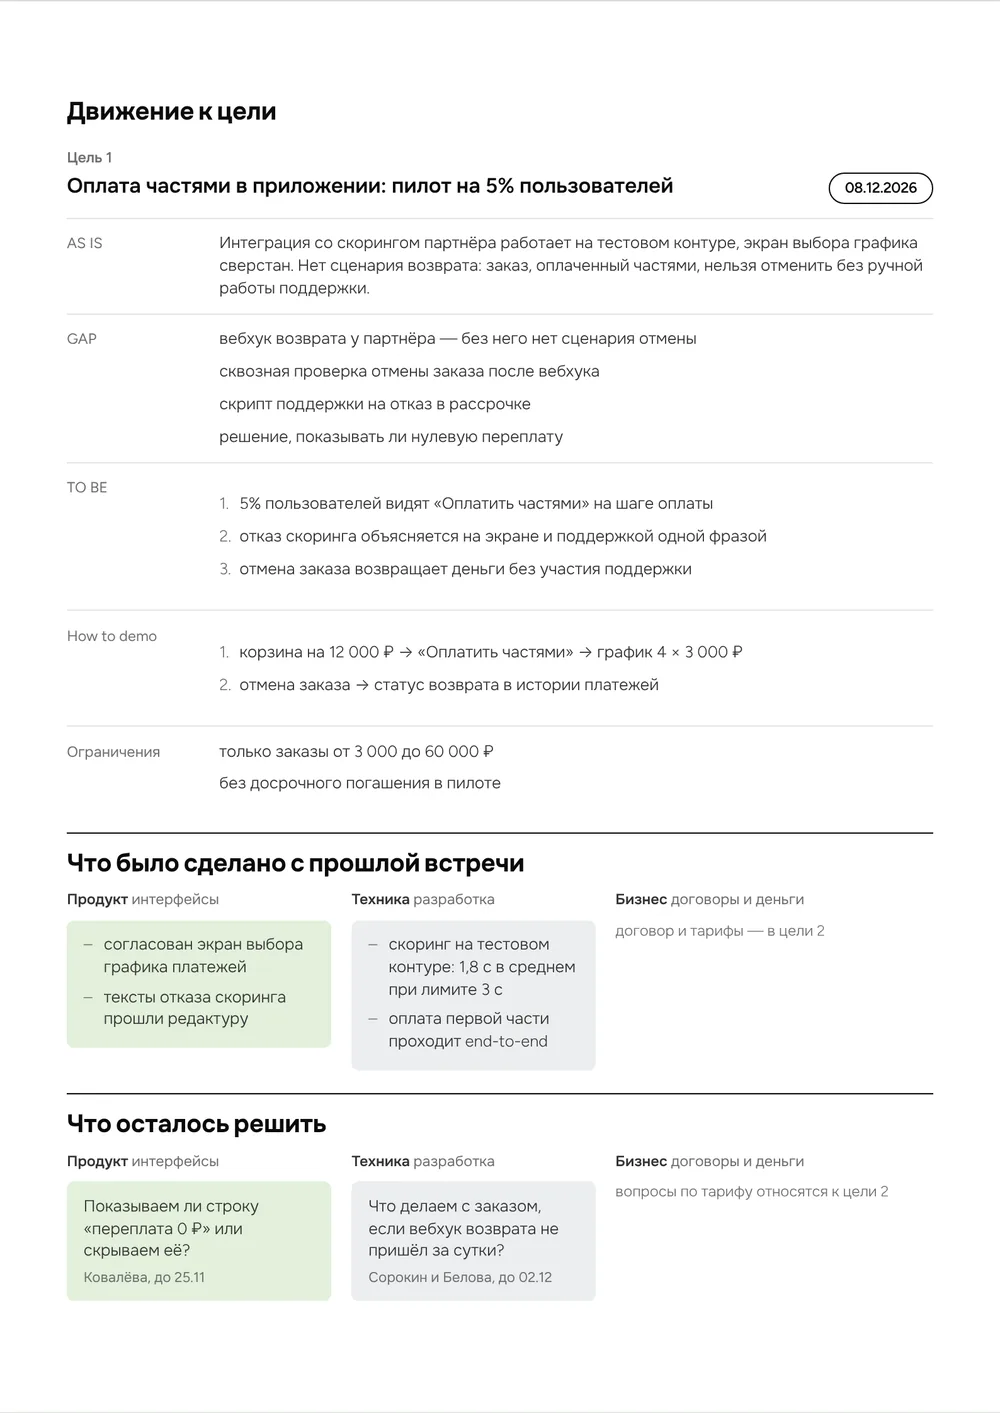 Движение к цели
Цель 1
Оплата частями в приложении: пилот на 5% пользователей
08.12.2026
AS IS
Интеграция со скорингом партнёра работает на тестовом контуре, экран выбора графика
сверстан. Нет сценария возврата: заказ, оплаченный частями, нельзя отменить без ручной
работы поддержки.
GAP
вебхук возврата у партнёра — без него нет сценария отмены
сквозная проверка отмены заказа после вебхука
скрипт поддержки на отказ в рассрочке
решение, показывать ли нулевую переплату
TO BE
1. 5% пользователей видят «Оплатить частями» на шаге оплаты
2. отказ скоринга объясняется на экране и поддержкой одной фразой
3. отмена заказа возвращает деньги без участия поддержки
How to demo
1. корзина на 12 000 ₽ → «Оплатить частями» → график 4 × 3 000 ₽
2. отмена заказа → статус возврата в истории платежей
Ограничения
только заказы от 3 000 до 60 000 ₽
без досрочного погашения в пилоте
Что было сделано с прошлой встречи
Продукт интерфейсы
– согласован экран выбора
графика платежей
– тексты отказа скоринга
прошли редактуру
Техника разработка
– скоринг на тестовом
контуре: 1,8 с в среднем
при лимите 3 с
– оплата первой части
проходит end-to-end
Бизнес договоры и деньги
договор и тарифы — в цели 2
Что осталось решить
Продукт интерфейсы
Показываем ли строку
«переплата 0 ₽» или
скрываем её?
Ковалёва, до 25.11
Техника разработка
Что делаем с заказом,
если вебхук возврата не
пришёл за сутки?
Сорокин и Белова, до 02.12
Бизнес договоры и деньги
вопросы по тарифу относятся к цели 2